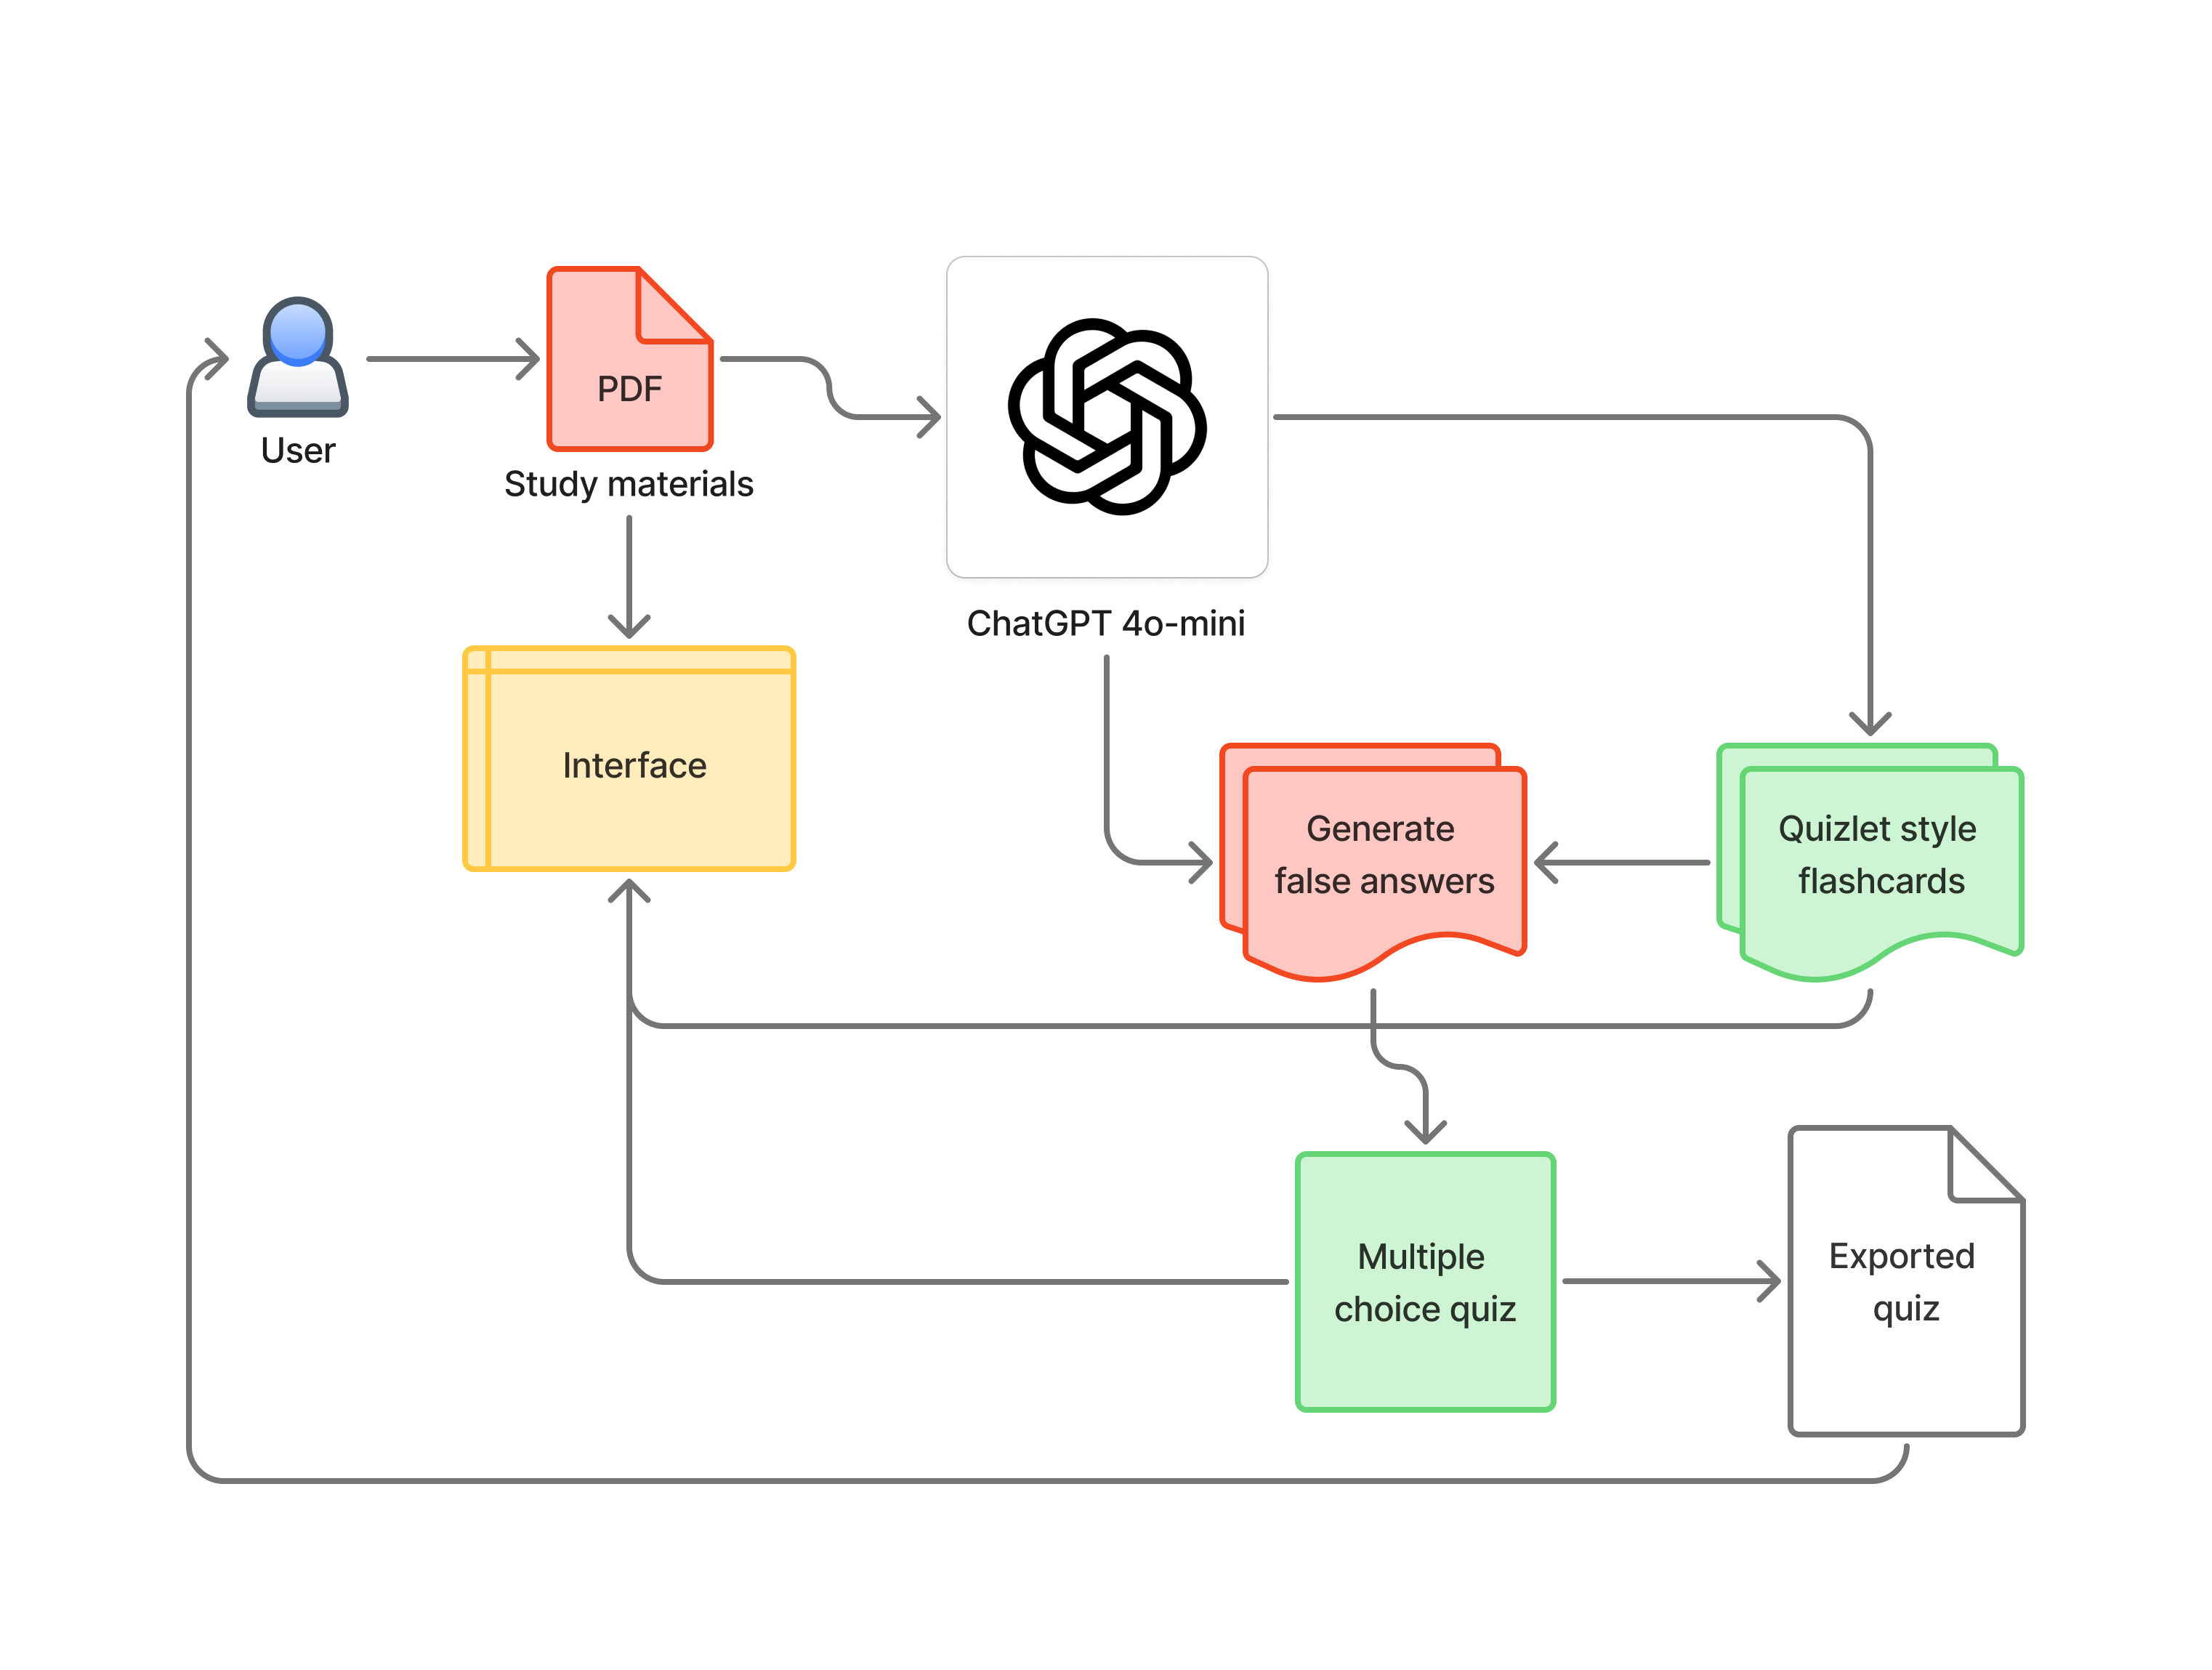 PDF
User
Study materials
ChatGPT 4o-mini
Interface
Generate
false answers
Quizlet style
flashcards
Multiple
choice quiz
Exported
quiz